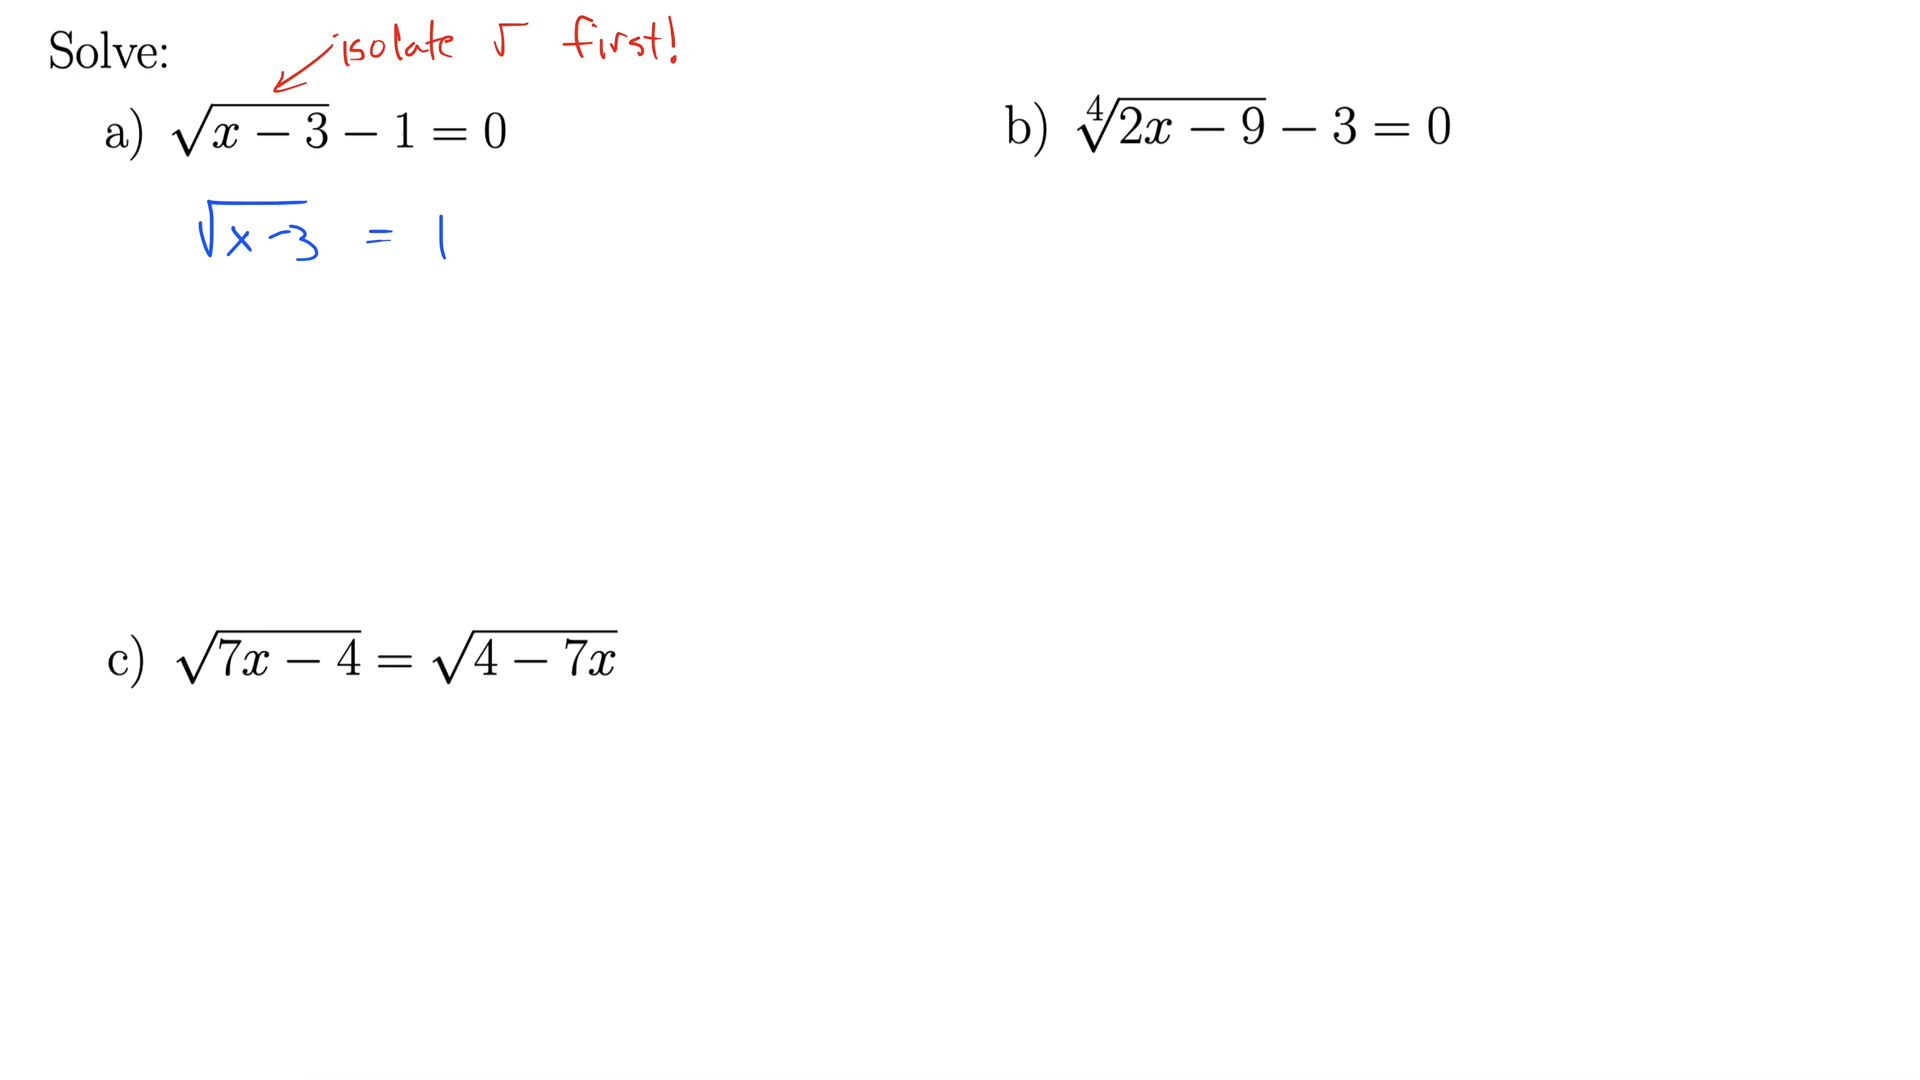 Solve:
isolate √ first!
a) √(x − 3) − 1 = 0
√(x-3) = 1
b) ∜(2x − 9) − 3 = 0
c) √(7x − 4) = √(4 − 7x)